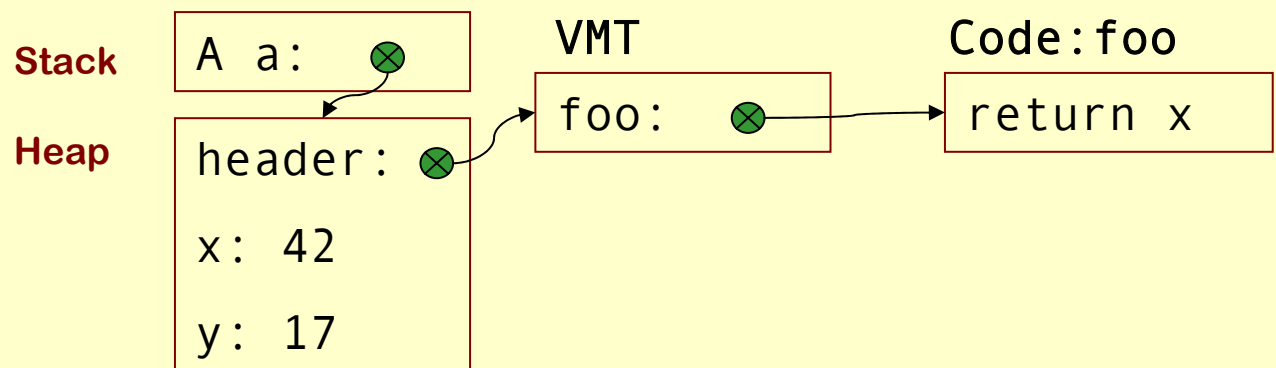 Stack
A a:
VMT
Code:foo
foo:
return x
Heap
header:
x: 42
y: 17